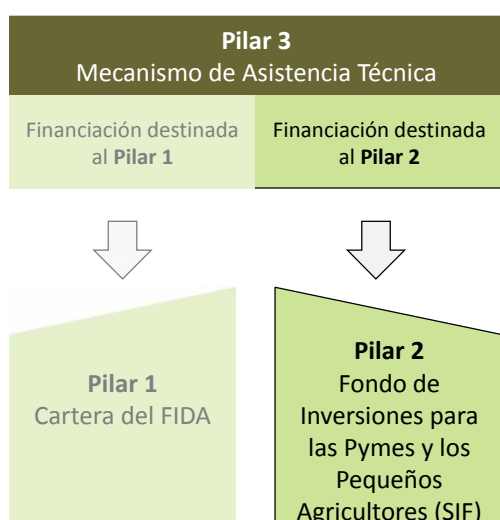 Pilar 3
Mecanismo de Asistencia Técnica
Financiación destinada
al Pilar 1
Financiación destinada
al Pilar 2
Pilar 1
Cartera del FIDA
Pilar 2
Fondo de
Inversiones para
las Pymes y los
Pequeños
Agricultores (SIF)